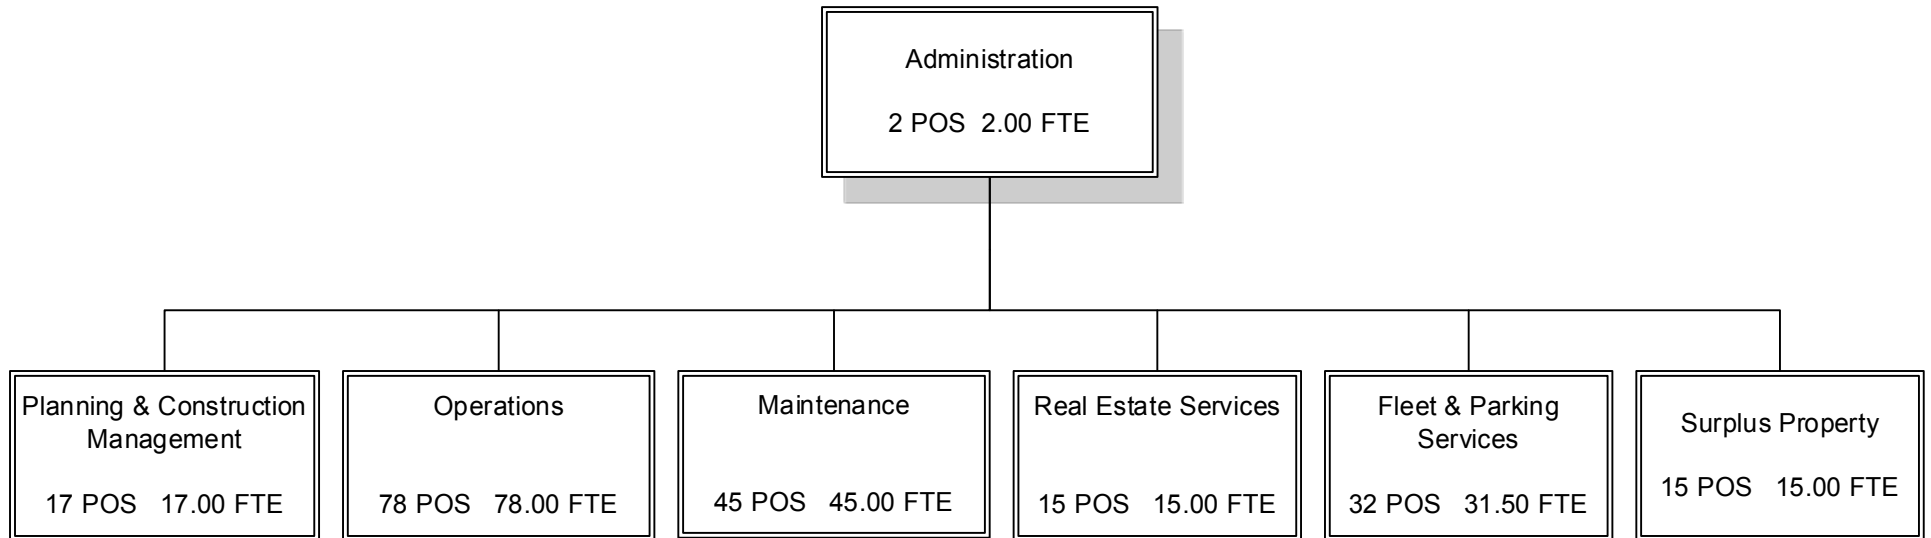 Administration
2 POS 2.00 FTE
Planning & Construction
Management
17 POS 17.00 FTE
Operations
78 POS 78.00 FTE
Maintenance
45 POS 45.00 FTE
Real Estate Services
15 POS 15.00 FTE
Fleet & Parking
Services
32 POS 31.50 FTE
Surplus Property
15 POS 15.00 FTE